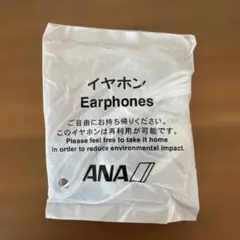 イヤホン
Earphones
ご自由にお持ち帰りください。
このイヤホンは再利用が可能です。
Please feel free to take it home
in order to reduce environmental impact.
ANA